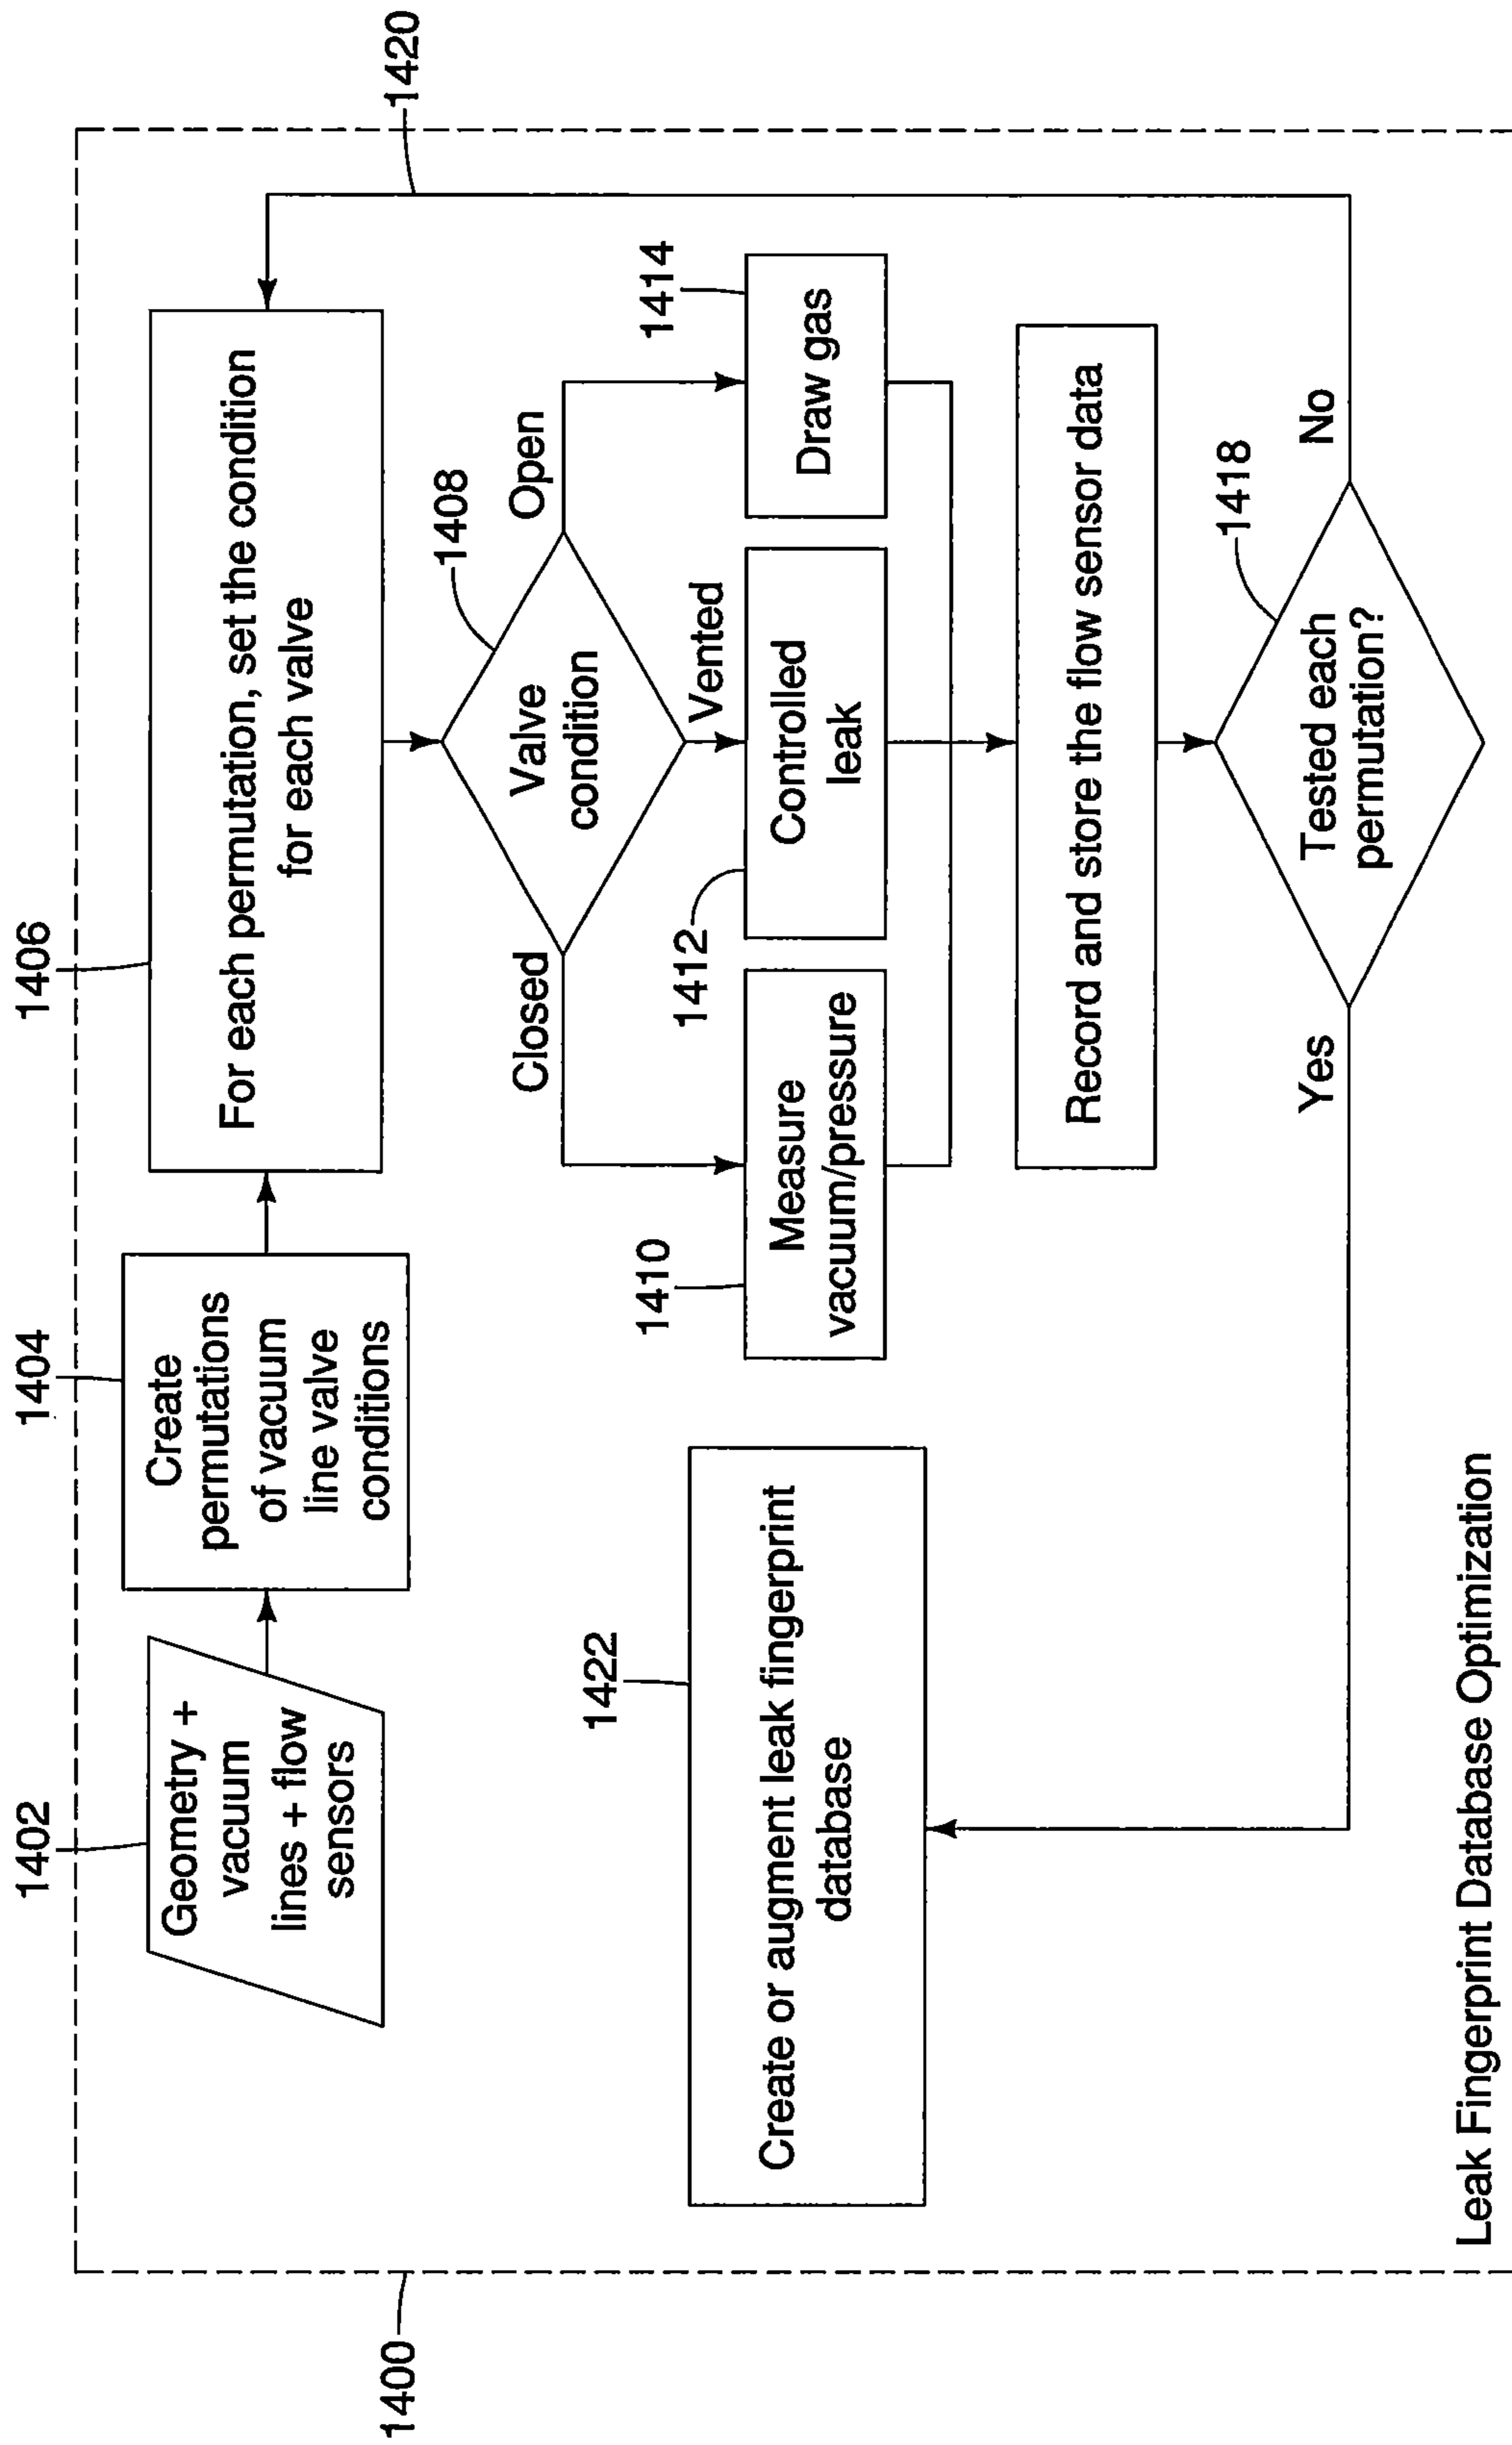 1400
1402
Geometry +
vacuum
lines + flow
sensors
1404
Create
permutations
of vacuum
line valve
conditions
1406
For each permutation, set the condition
for each valve
1408
Valve
condition
Closed
Vented
Open
1410
Measure
vacuum/pressure
1412
Controlled
leak
1414
Draw gas
Record and store the flow sensor data
1418
Tested each
permutation?
Yes
No
1420
1422
Create or augment leak fingerprint
database
Leak Fingerprint Database Optimization